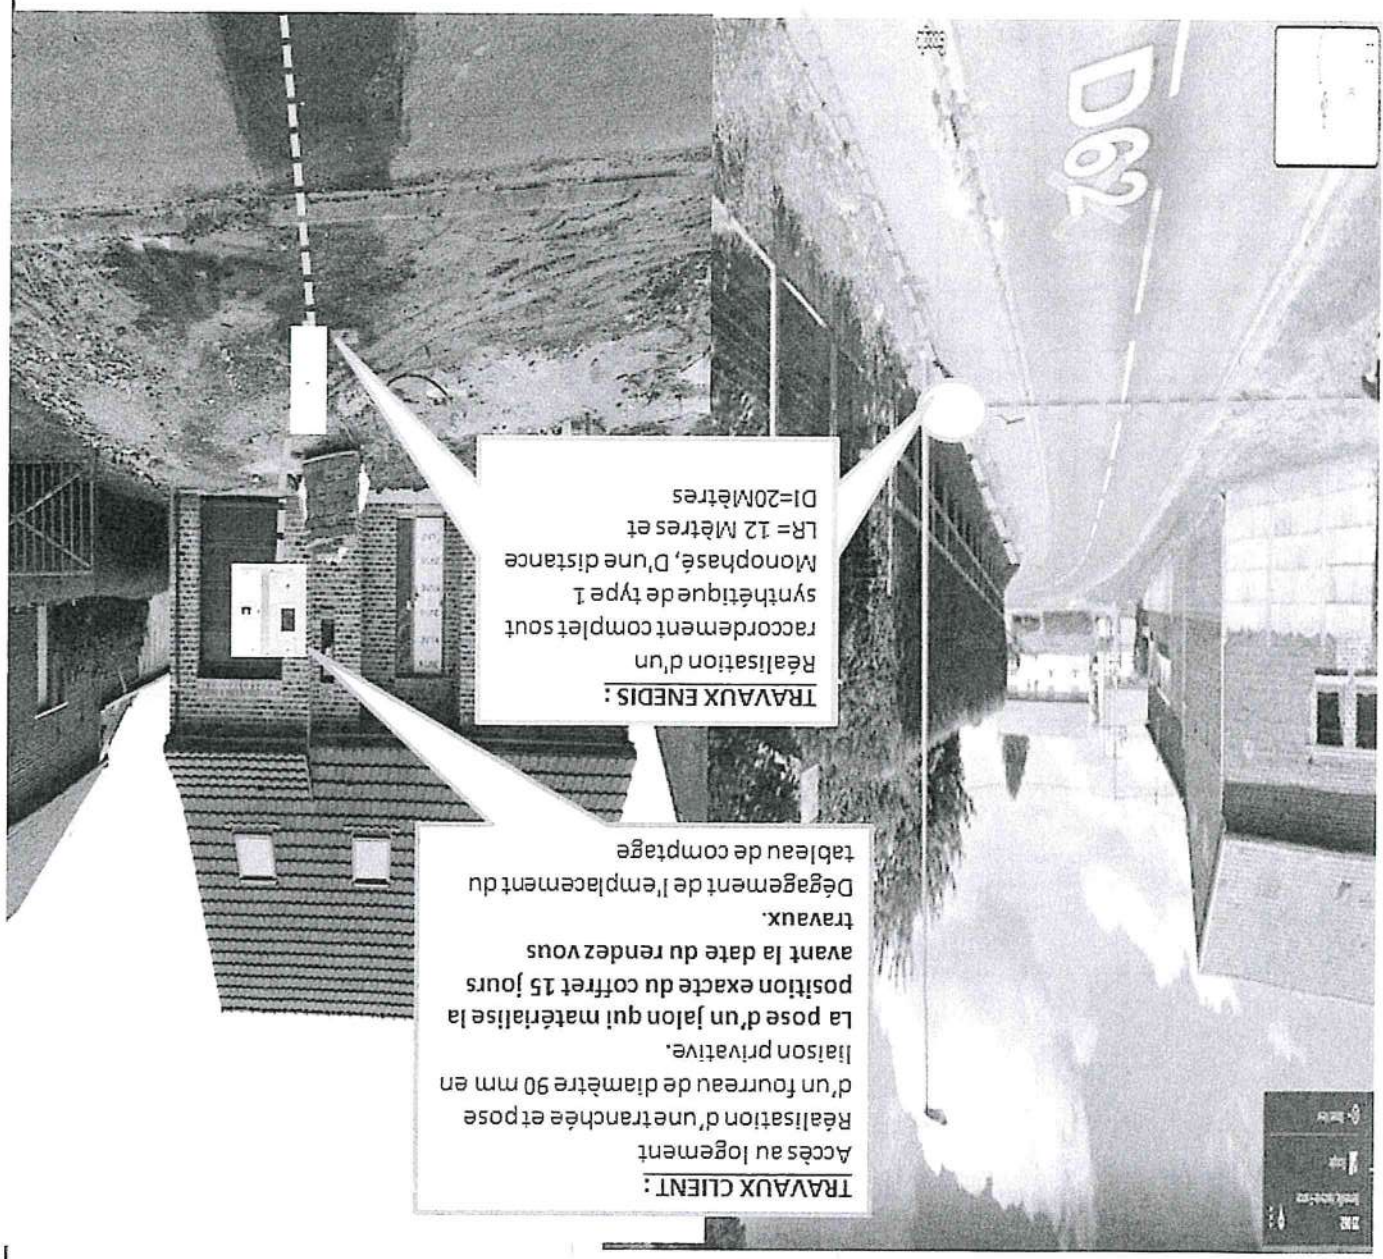 TRAVAUX CLIENT :
Accès au logement
Réalisation d'une tranchée et pose
d'un fourreau de diamètre 90 mm en
liaison privative.
La pose d'un jalon qui matérialise la
position exacte du coffret 15 jours
avant la date du rendez vous
travaux.
Dégagement de l'emplacement du
tableau de comptage
TRAVAUX ENEDIS :
Réalisation d'un
raccordement complet sout
synthétique de type 1
Monophasé, D'une distance
LR= 12 Mètres et
DI=20Mètres
D62
Google